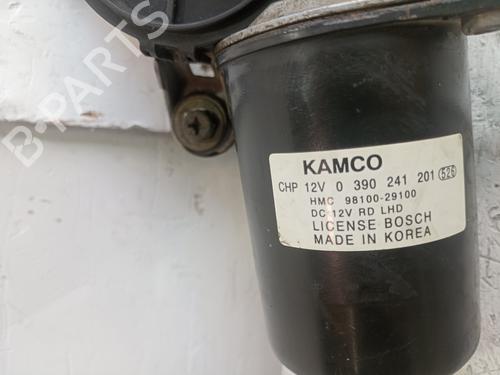 B-PARTS
KAMCO
CHP 12V 0 390 241 201 526
HMC 98100-29100
DC 12V RD LHD
LICENSE BOSCH
MADE IN KOREA